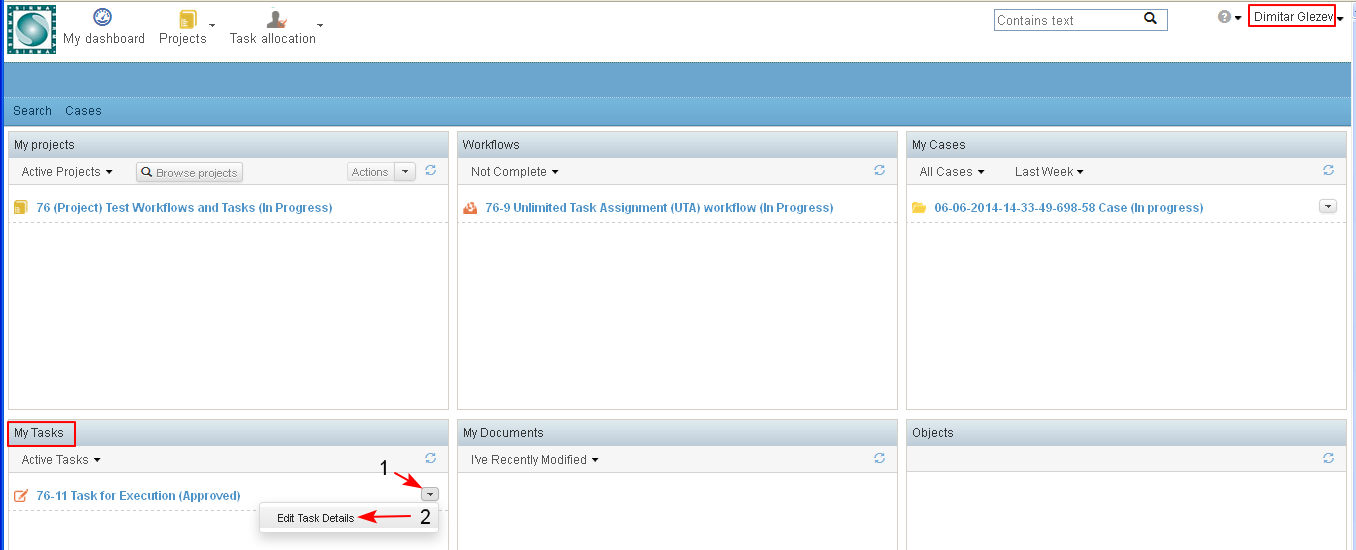 SIRMA
My dashboard
Projects
Task allocation
Contains text
Dimitar Glezev
Search Cases
My projects
Active Projects
Browse projects
Actions
76 (Project) Test Workflows and Tasks (In Progress)
Workflows
Not Complete
76-9 Unlimited Task Assignment (UTA) workflow (In Progress)
My Cases
All Cases
Last Week
06-06-2014-14-33-49-698-58 Case (In progress)
My Tasks
Active Tasks
1
76-11 Task for Execution (Approved)
Edit Task Details
2
My Documents
I've Recently Modified
Objects